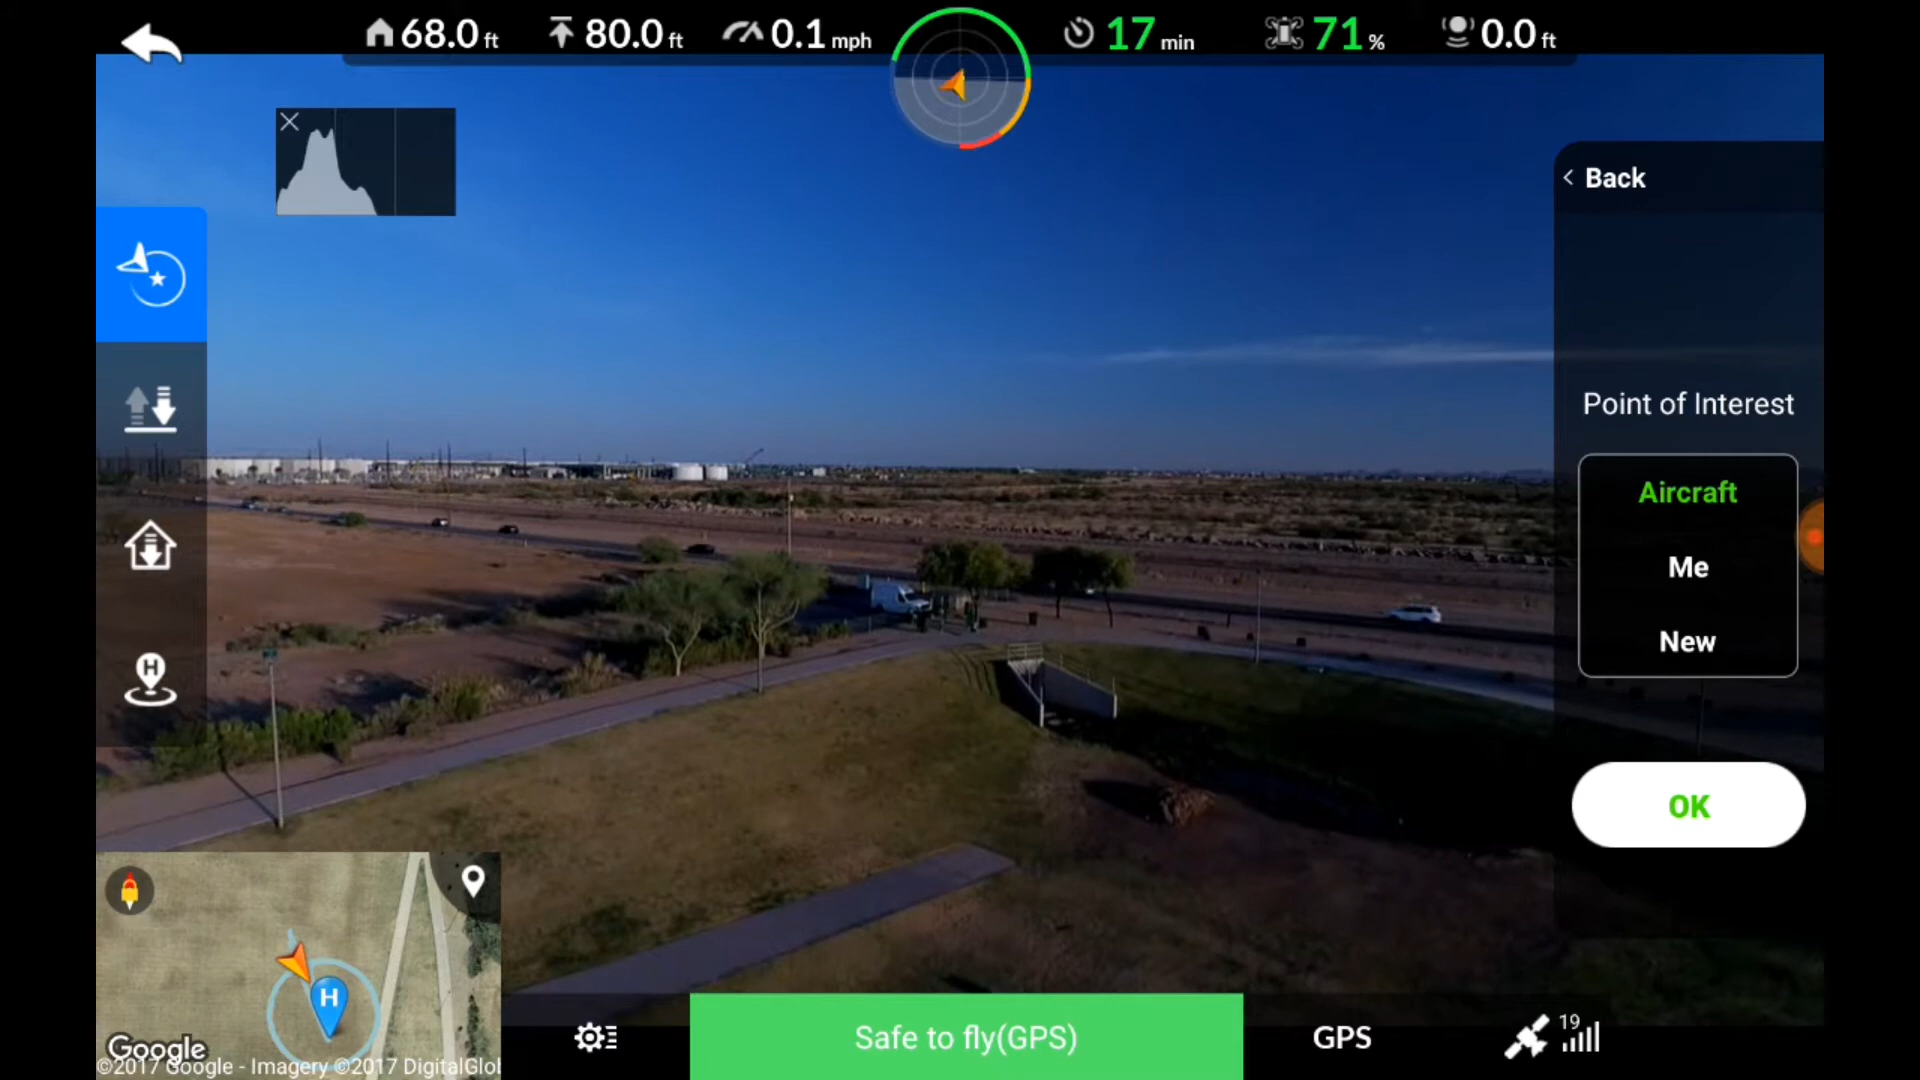 68.0 ft 80.0 ft 0.1 mph 17 min 71 % 0.0 ft
Back
Point of Interest
Aircraft
Me
New
OK
H
H
Google
©2017 Google - Imagery ©2017 DigitalGlob
Safe to fly(GPS)
GPS
19